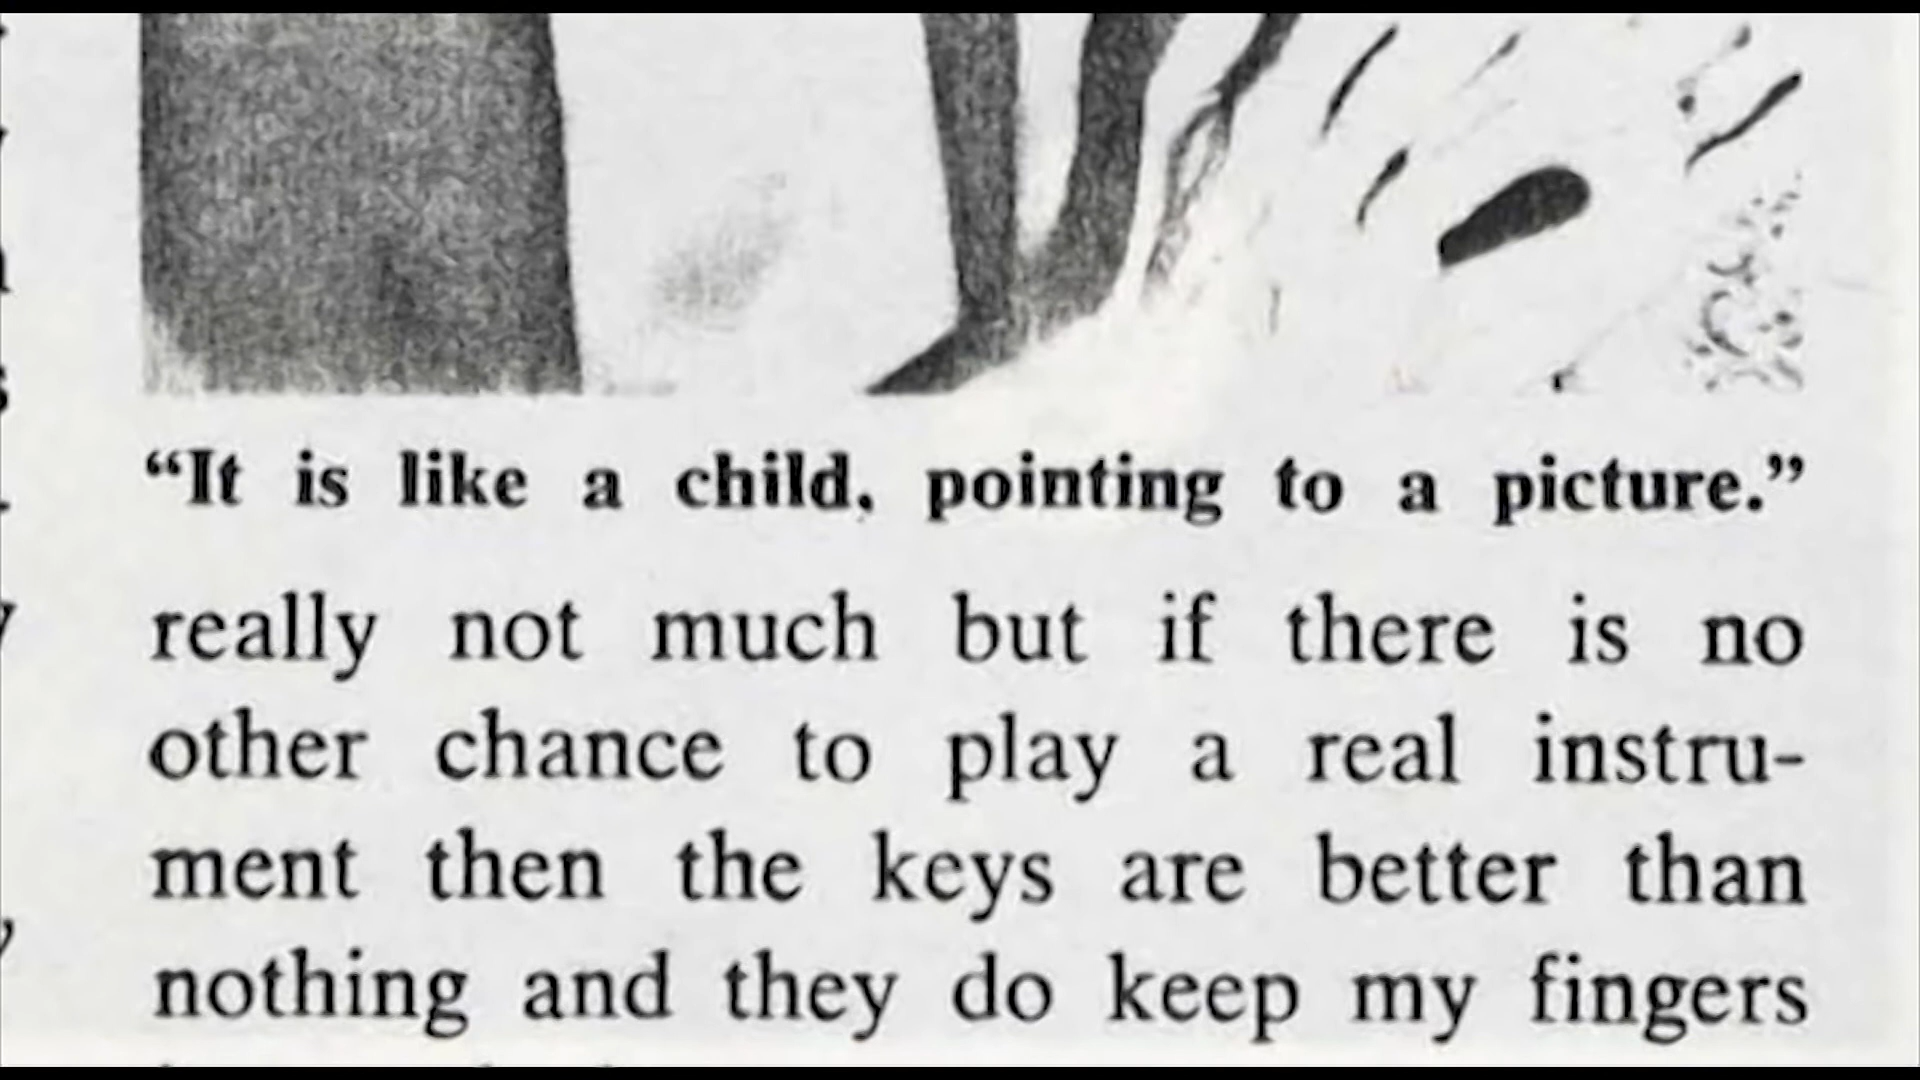 “It is like a child, pointing to a picture.”
really not much but if there is no
other chance to play a real instru-
ment then the keys are better than
nothing and they do keep my fingers